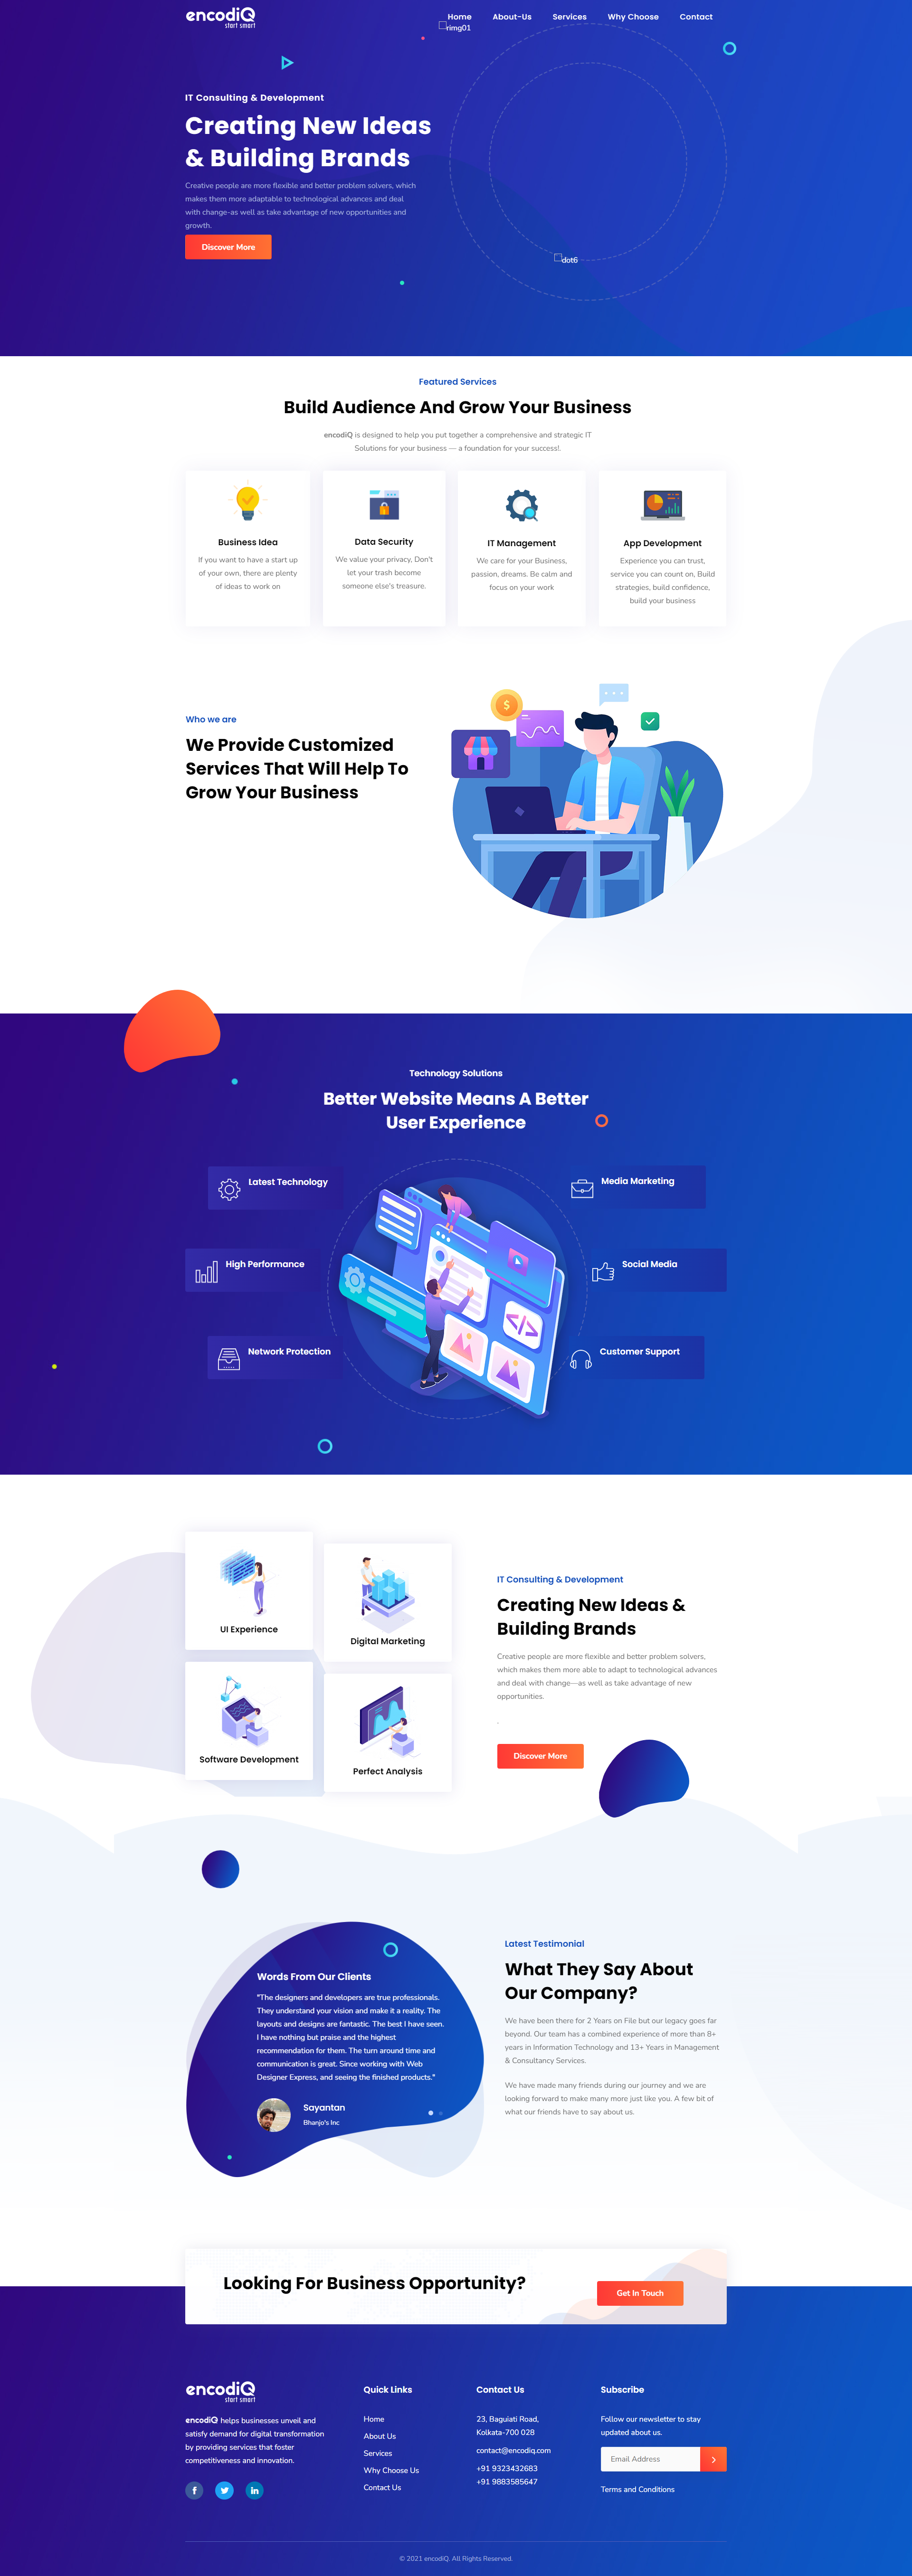 encodiQ
start smart
Home
About-Us
Services
Why Choose
Contact
rimg01
IT Consulting & Development
Creating New Ideas
& Building Brands
Creative people are more flexible and better problem solvers, which
makes them more adaptable to technological advances and deal
with change-as well as take advantage of new opportunities and
growth.
Discover More
dot6
Featured Services
Build Audience And Grow Your Business
encodiQ is designed to help you put together a comprehensive and strategic IT
Solutions for your business — a foundation for your success!.
Business Idea
If you want to have a start up
of your own, there are plenty
of ideas to work on
Data Security
We value your privacy, Don't
let your trash become
someone else's treasure.
IT Management
We care for your Business,
passion, dreams. Be calm and
focus on your work
App Development
Experience you can trust,
service you can count on, Build
strategies, build confidence,
build your business
Who we are
We Provide Customized
Services That Will Help To
Grow Your Business
Technology Solutions
Better Website Means A Better
User Experience
Latest Technology
Media Marketing
High Performance
Social Media
Network Protection
Customer Support
UI Experience
Digital Marketing
Software Development
Perfect Analysis
IT Consulting & Development
Creating New Ideas &
Building Brands
Creative people are more flexible and better problem solvers,
which makes them more able to adapt to technological advances
and deal with change—as well as take advantage of new
opportunities.
.
Discover More
Words From Our Clients
"The designers and developers are true professionals.
They understand your vision and make it a reality. The
layouts and designs are fantastic. The best I have seen.
I have nothing but praise and the highest
recommendation for them. The turn around time and
communication is great. Since working with Web
Designer Express, and seeing the finished products."
Sayantan
Bhanjo's Inc
Latest Testimonial
What They Say About
Our Company?
We have been there for 2 Years on File but our legacy goes far
beyond. Our team has a combined experience of more than 8+
years in Information Technology and 13+ Years in Management
& Consultancy Services.
We have made many friends during our journey and we are
looking forward to make many more just like you. A few bit of
what our friends have to say about us.
Looking For Business Opportunity?
Get In Touch
encodiQ
start smart
encodiQ helps businesses unveil and
satisfy demand for digital transformation
by providing services that foster
competitiveness and innovation.
Quick Links
Home
About Us
Services
Why Choose Us
Contact Us
Contact Us
23, Baguiati Road,
Kolkata-700 028
contact@encodiq.com
+91 9323432683
+91 9883585647
Subscribe
Follow our newsletter to stay
updated about us.
Email Address
Terms and Conditions
© 2021 encodiQ. All Rights Reserved.